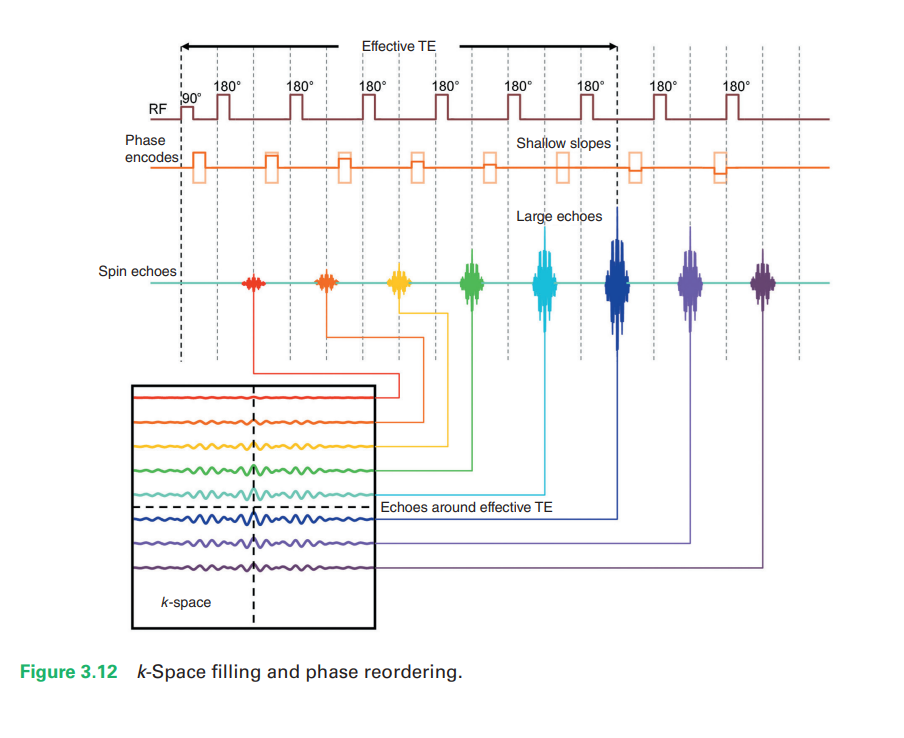 Effective TE
180° 180° 180° 180° 180° 180° 180° 180°
90°
RF
Phase
encodes
Shallow slopes
Large echoes
Spin echoes
Echoes around effective TE
k-space
Figure 3.12 k-Space filling and phase reordering.